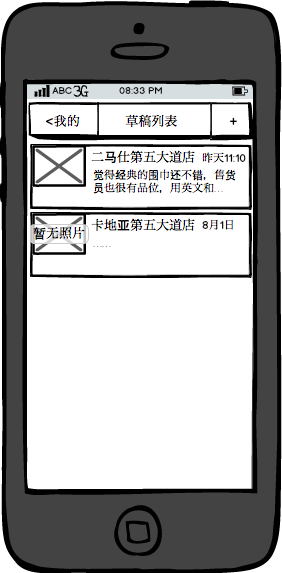 ABC 3G 08:33 PM
<我的 草稿列表 +
二马仕第五大道店 昨天11:10
觉得经典的围巾还不错，售货
员也很有品位，用英文和...
卡地亚第五大道店 8月1日
暂无照片
......